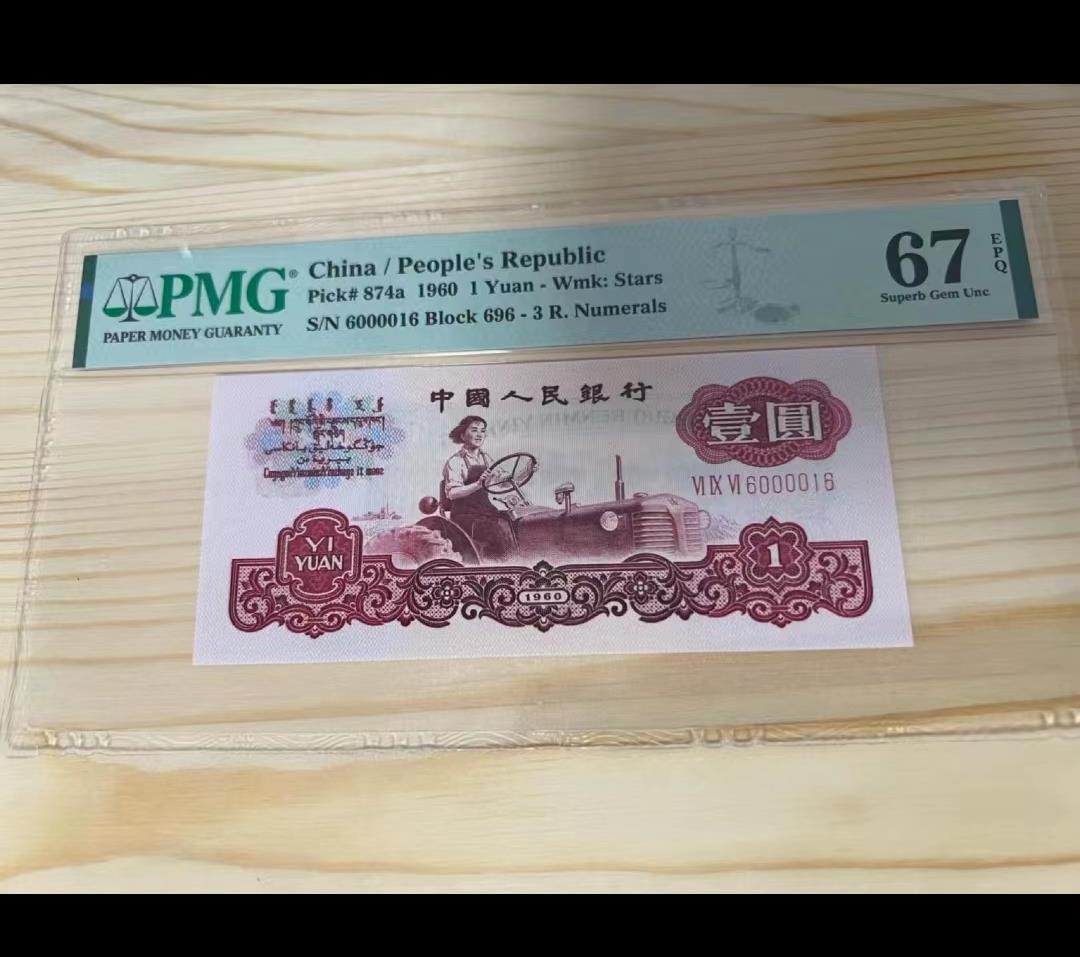 PMG®
PAPER MONEY GUARANTY
China / People's Republic
Pick# 874a 1960 1 Yuan - Wmk: Stars
S/N 6000016 Block 696 - 3 R. Numerals
67
EPQ
Superb Gem Unc
中國人民銀行
壹圓
VI IX VI 6000016
YI
YUAN
1
1960